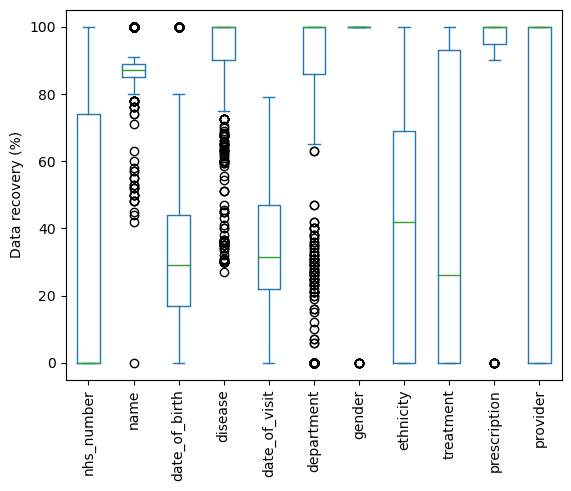 Data recovery (%)
100
80
60
40
20
0
nhs_number
name
date_of_birth
disease
date_of_visit
department
gender
ethnicity
treatment
prescription
provider